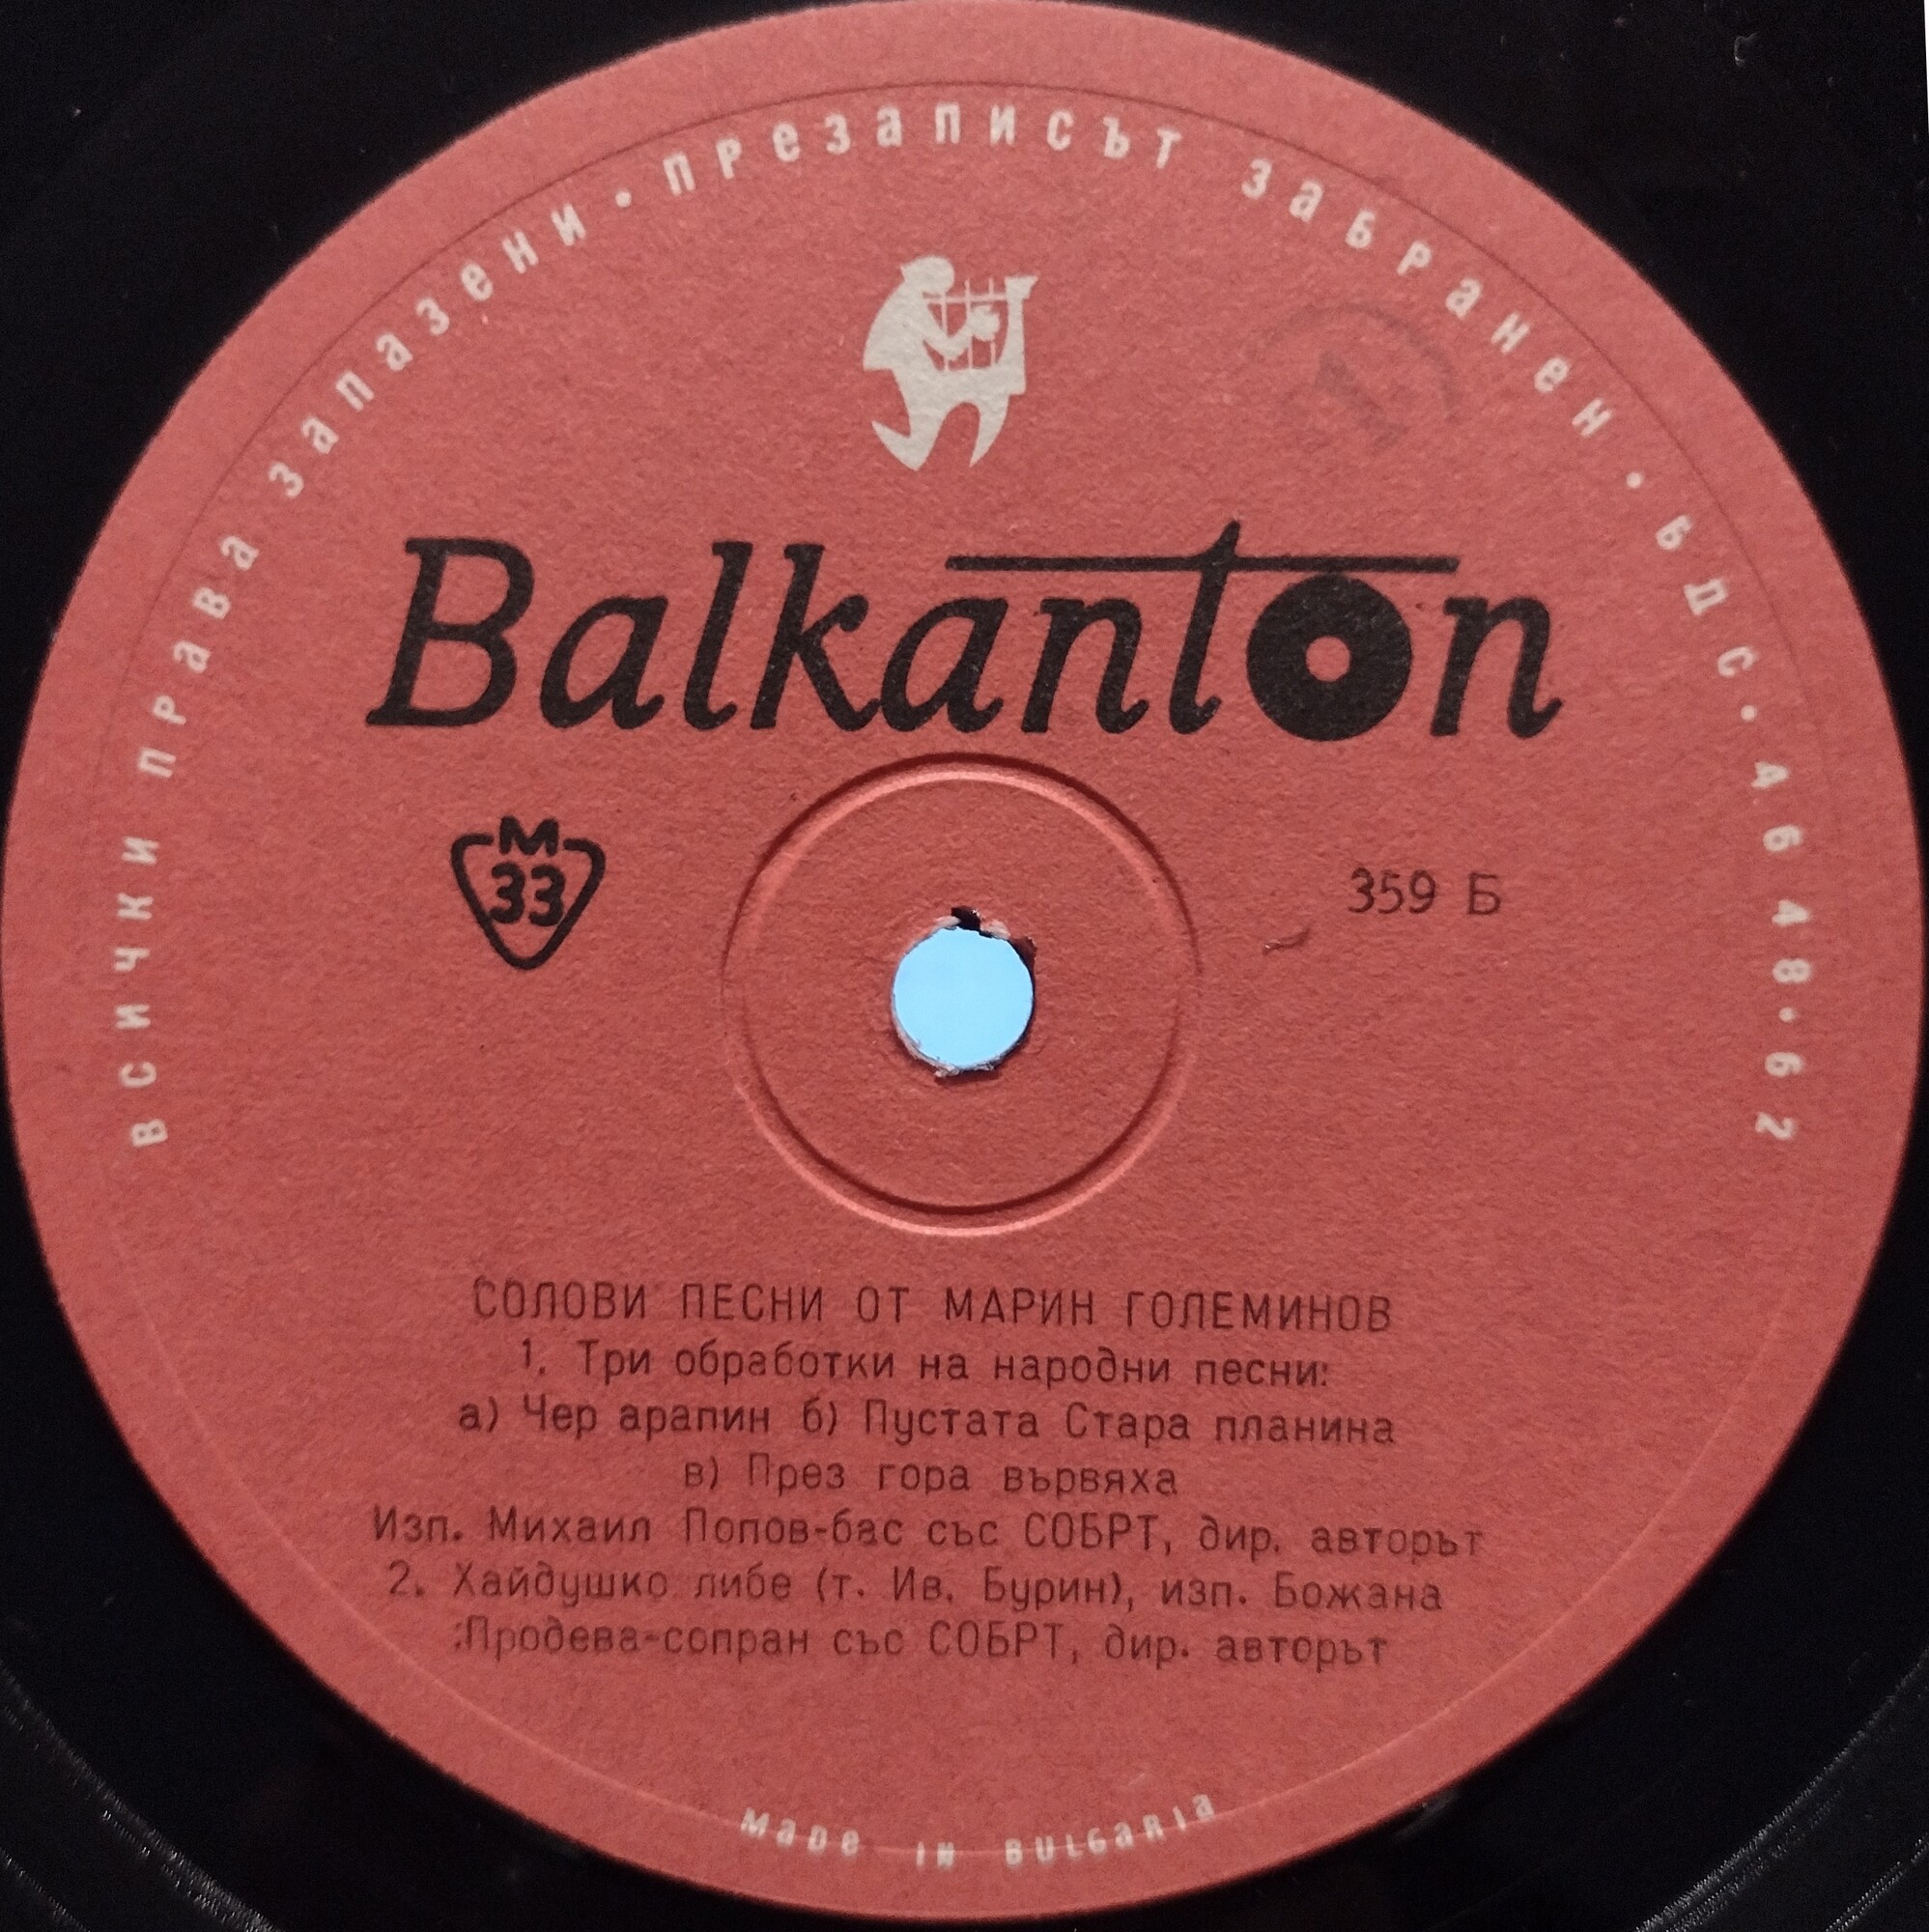 ВСИЧКИ ПРАВА ЗАПАЗЕНИ • ПРЕЗАПИСЪТ ЗАБРАНЕН • БДС • 4648 • 62
Balkanton
М
33
359 Б
СОЛОВИ ПЕСНИ ОТ МАРИН ГОЛЕМИНОВ
1. Три обработки на народни песни:
а) Чер арапин б) Пустата Стара планина
в) През гора вървяха
Изп. Михаил Попов-бас със СОБРТ, дир. авторът
2. Хайдушко либе (т. Ив. Бурин), изп. Божана
Продева-сопран със СОБРТ, дир. авторът
MADE IN BULGARIA